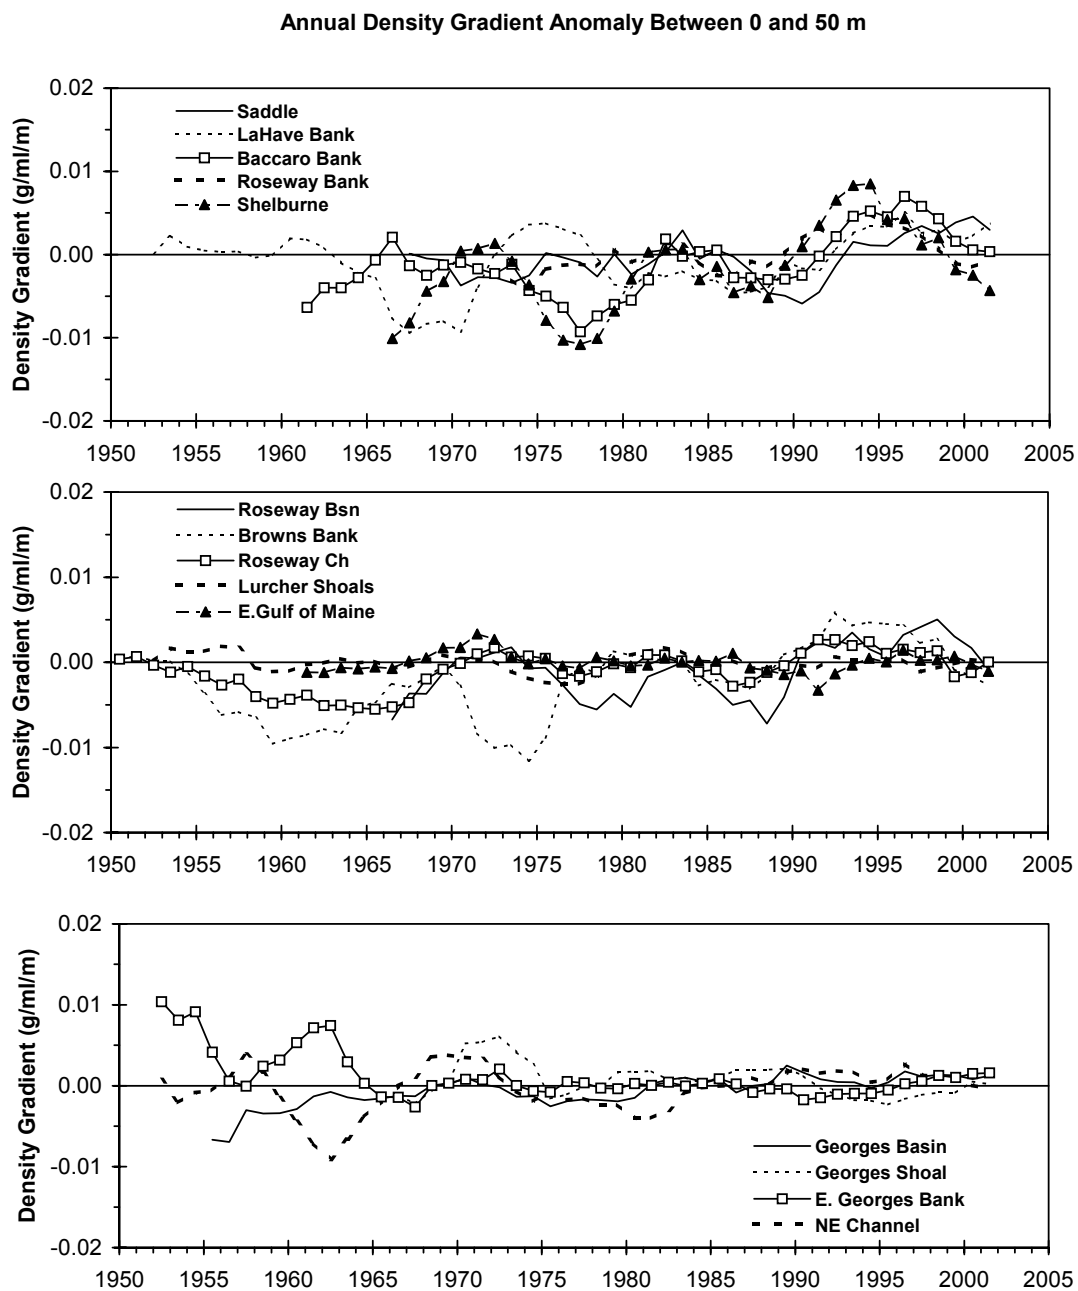 Annual Density Gradient Anomaly Between 0 and 50 m
Density Gradient (g/ml/m)
0.02
0.01
0.00
-0.01
-0.02
Saddle
LaHave Bank
Baccaro Bank
Roseway Bank
Shelburne
1950 1955 1960 1965 1970 1975 1980 1985 1990 1995 2000 2005
Density Gradient (g/ml/m)
0.02
0.01
0.00
-0.01
-0.02
Roseway Bsn
Browns Bank
Roseway Ch
Lurcher Shoals
E.Gulf of Maine
1950 1955 1960 1965 1970 1975 1980 1985 1990 1995 2000 2005
Density Gradient (g/ml/m)
0.02
0.01
0.00
-0.01
-0.02
Georges Basin
Georges Shoal
E. Georges Bank
NE Channel
1950 1955 1960 1965 1970 1975 1980 1985 1990 1995 2000 2005